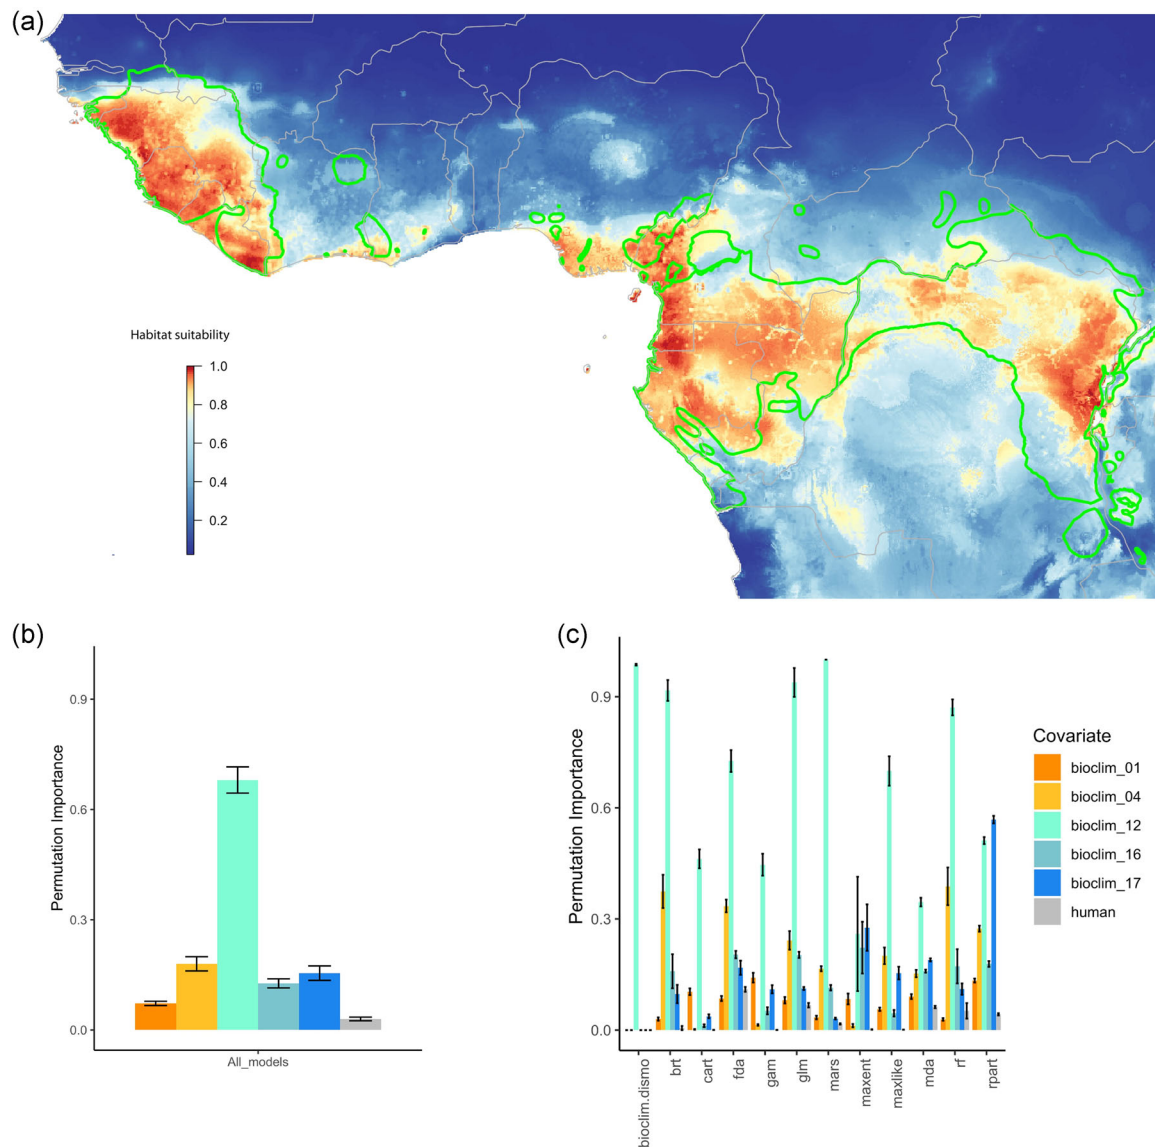 (a)
Habitat suitability
1.0
0.8
0.6
0.4
0.2
(b)
Permutation Importance
0.9
0.6
0.3
0.0
All_models
(c)
Permutation Importance
0.9
0.6
0.3
0.0
bioclim.dismo
brt
cart
fda
gam
glm
mars
maxent
maxlike
mda
rf
rpart
Covariate
bioclim_01
bioclim_04
bioclim_12
bioclim_16
bioclim_17
human